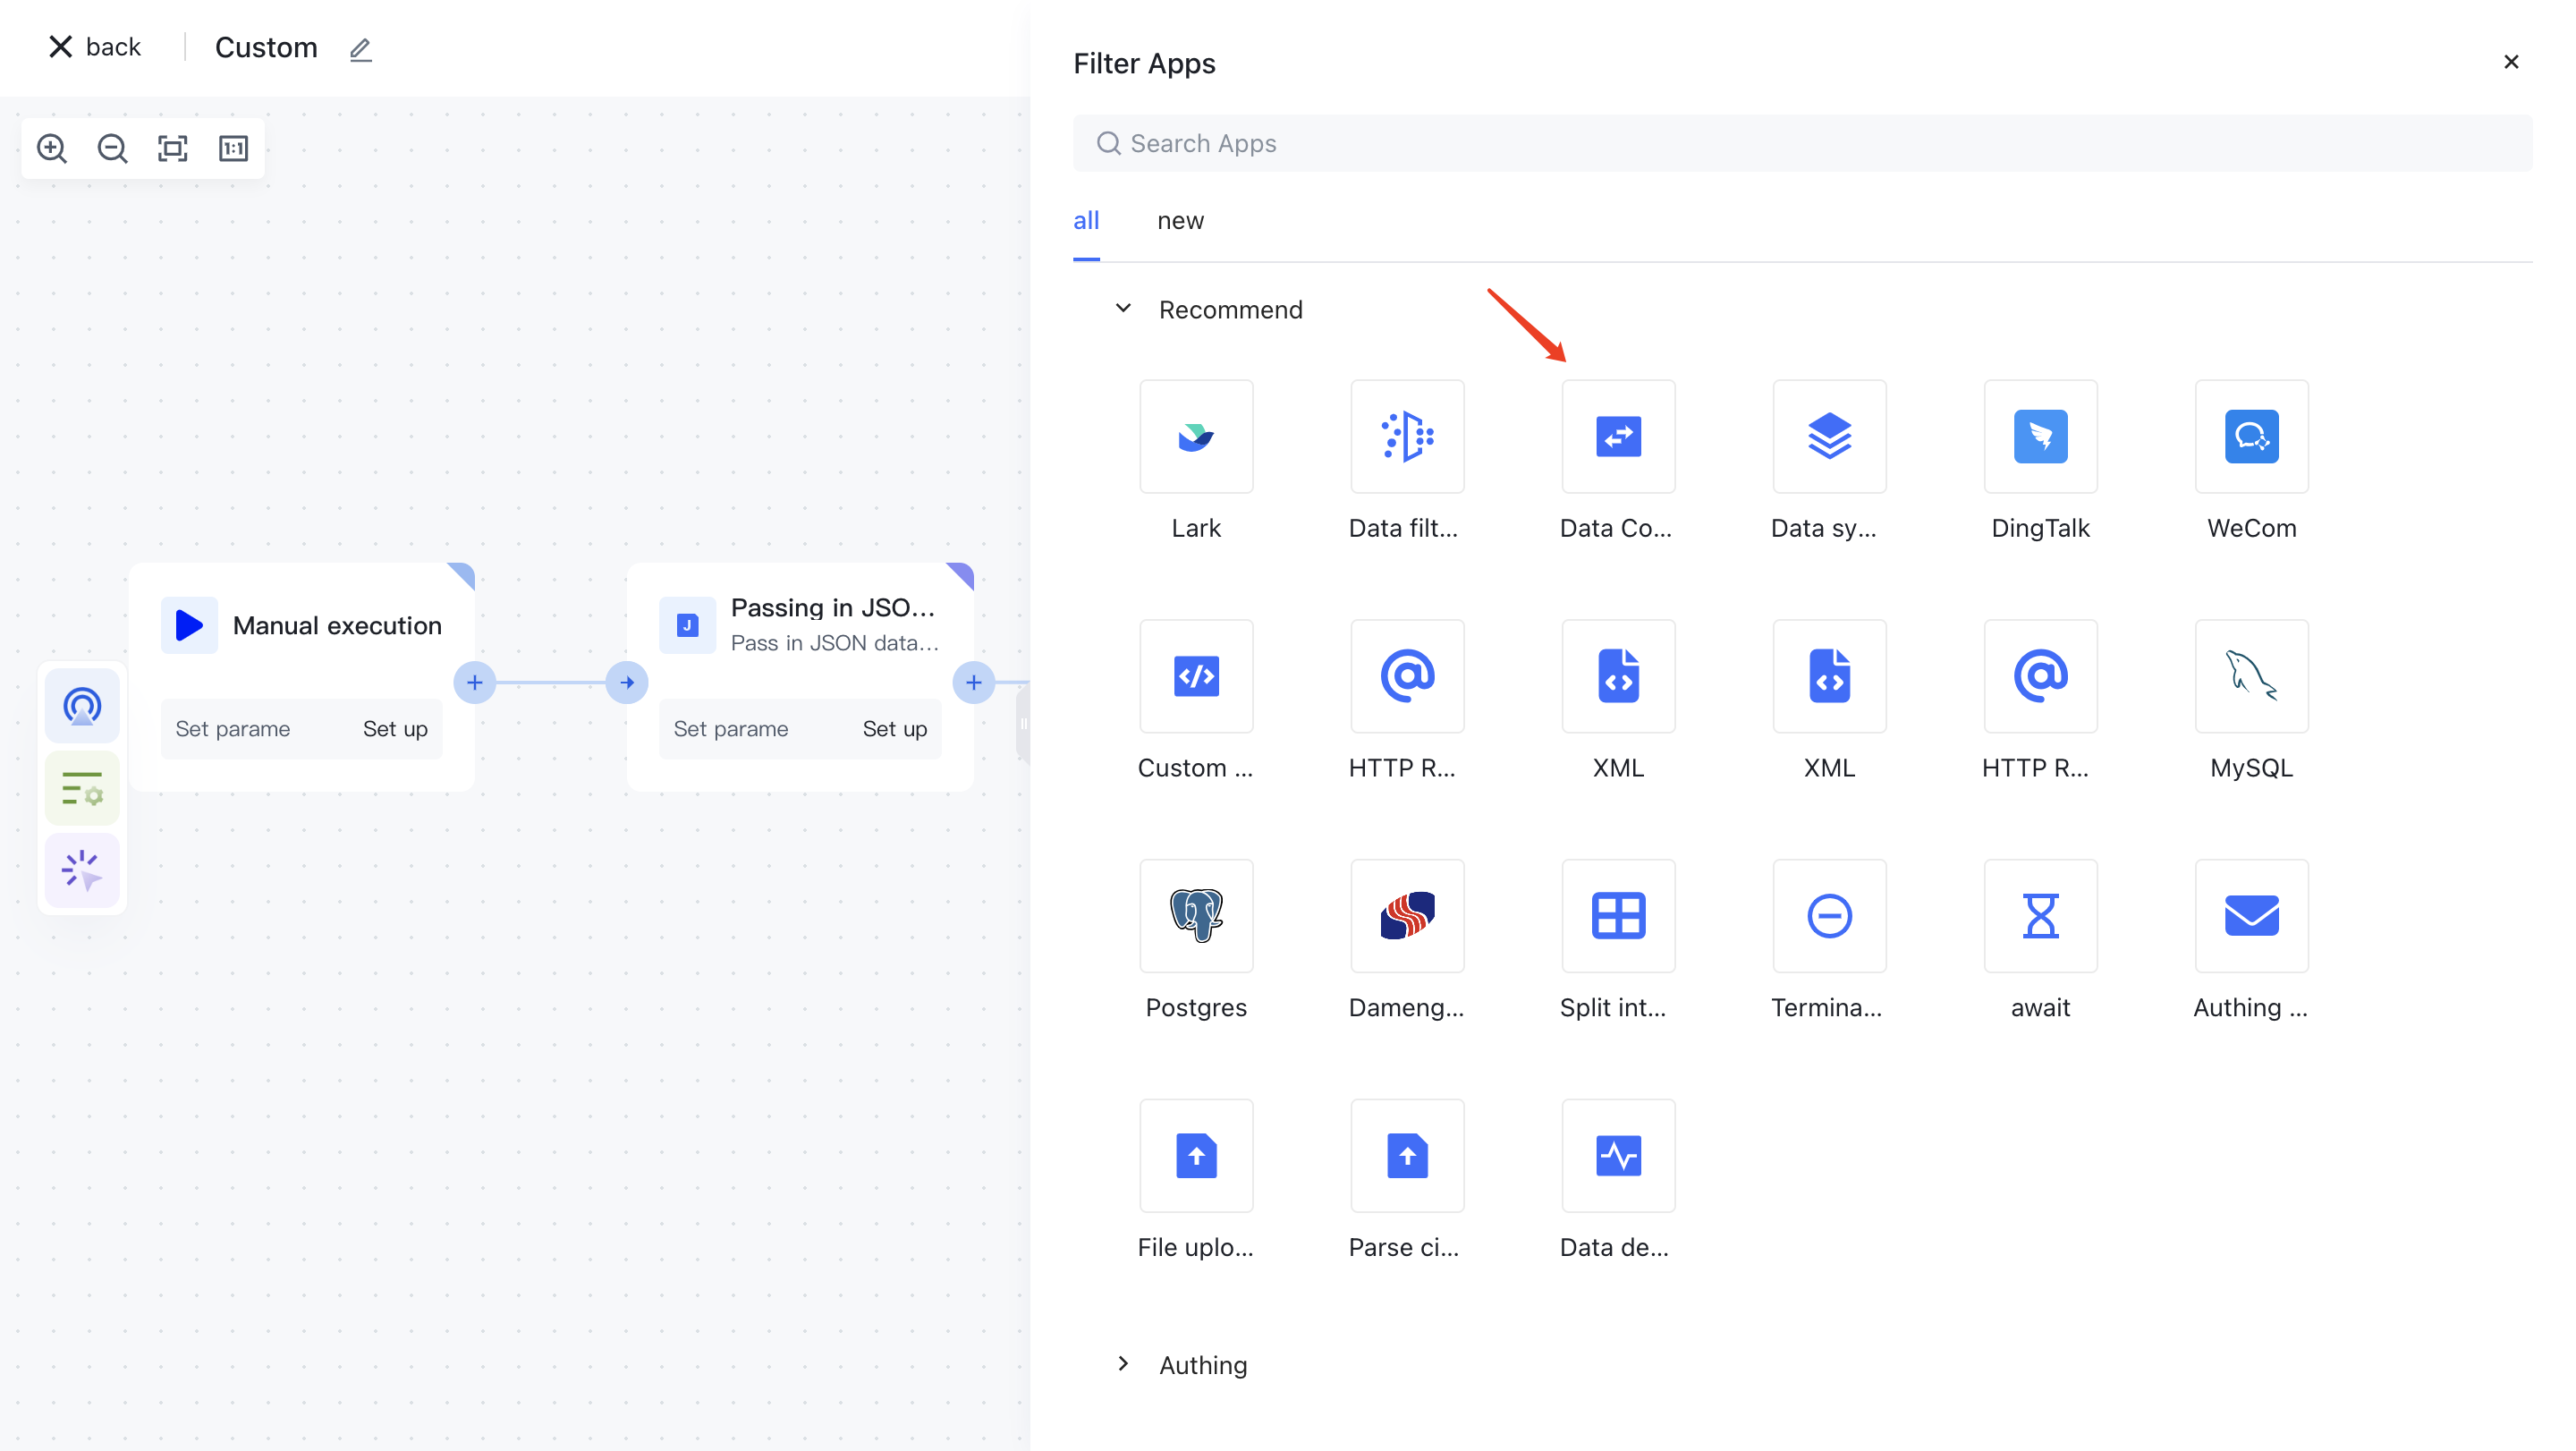 back
Custom
Filter Apps
Search Apps
all
new
Recommend
Lark
Data filt...
Data Co...
Data sy...
DingTalk
WeCom
Custom ...
HTTP R...
XML
XML
HTTP R...
MySQL
Postgres
Dameng...
Split int...
Termina...
await
Authing ...
File uplo...
Parse ci...
Data de...
Authing
1:1
Manual execution
Set parame
Set up
J
Passing in JSO...
Pass in JSON data...
Set parame
Set up